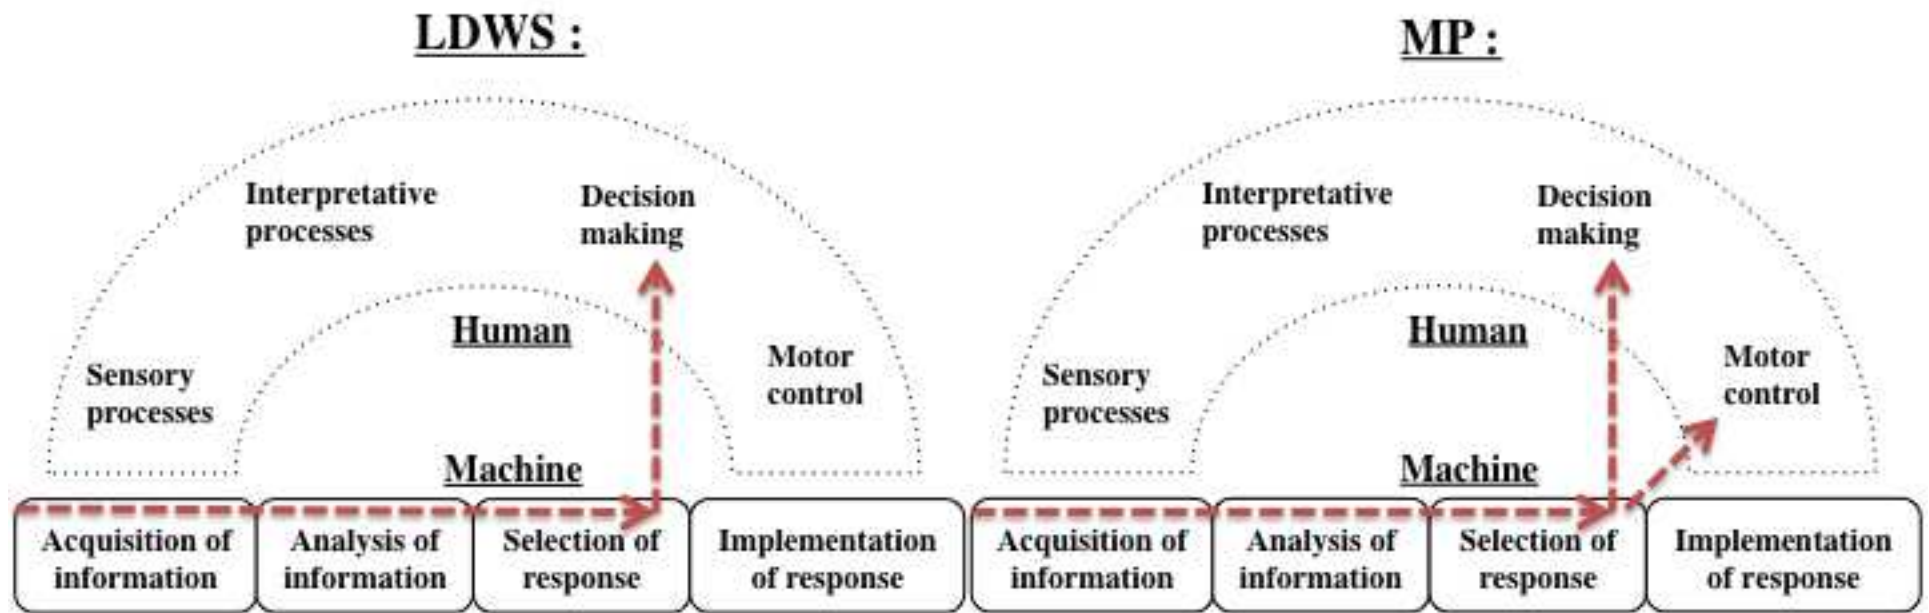 LDWS :
Interpretative
processes
Decision
making
Human
Sensory
processes
Motor
control
Machine
Acquisition of
information
Analysis of
information
Selection of
response
Implementation
of response
MP :
Interpretative
processes
Decision
making
Human
Sensory
processes
Motor
control
Machine
Acquisition of
information
Analysis of
information
Selection of
response
Implementation
of response